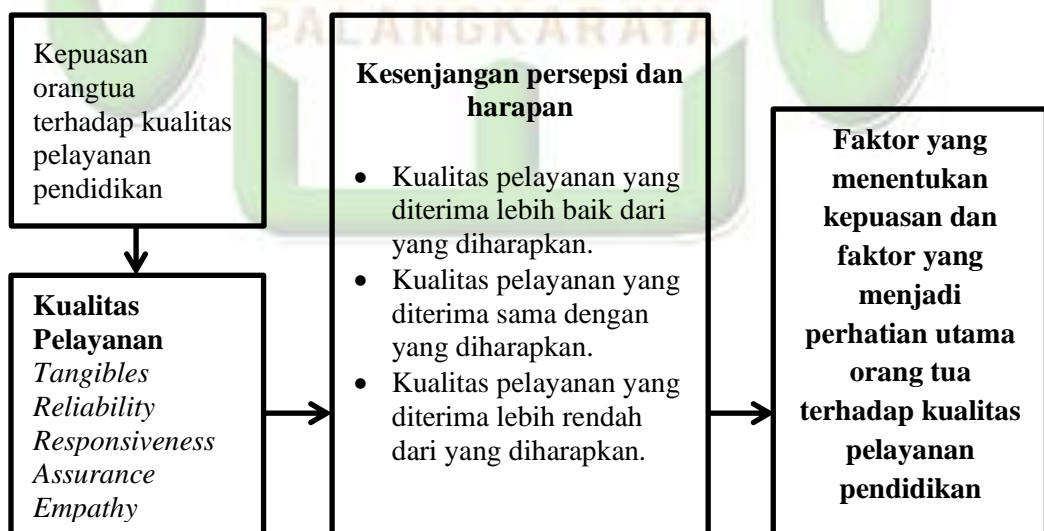 PALANGKARAYA
Kepuasan
orangtua
terhadap kualitas
pelayanan
pendidikan
Kualitas
Pelayanan
Tangibles
Reliability
Responsiveness
Assurance
Empathy
Kesenjangan persepsi dan
harapan
• Kualitas pelayanan yang
diterima lebih baik dari
yang diharapkan.
• Kualitas pelayanan yang
diterima sama dengan
yang diharapkan.
• Kualitas pelayanan yang
diterima lebih rendah
dari yang diharapkan.
Faktor yang
menentukan
kepuasan dan
faktor yang
menjadi
perhatian utama
orang tua
terhadap kualitas
pelayanan
pendidikan